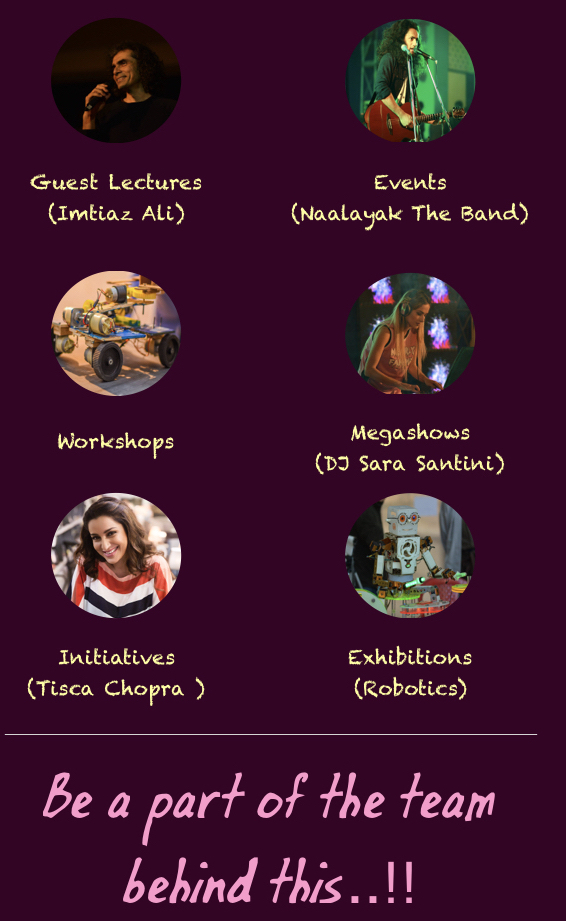 Guest Lectures
(Imtiaz Ali)
Events
(Naalayak The Band)
Workshops
Megashows
(DJ Sara Santini)
Initiatives
(Tisca Chopra )
Exhibitions
(Robotics)
Be a part of the team
behind this..!!